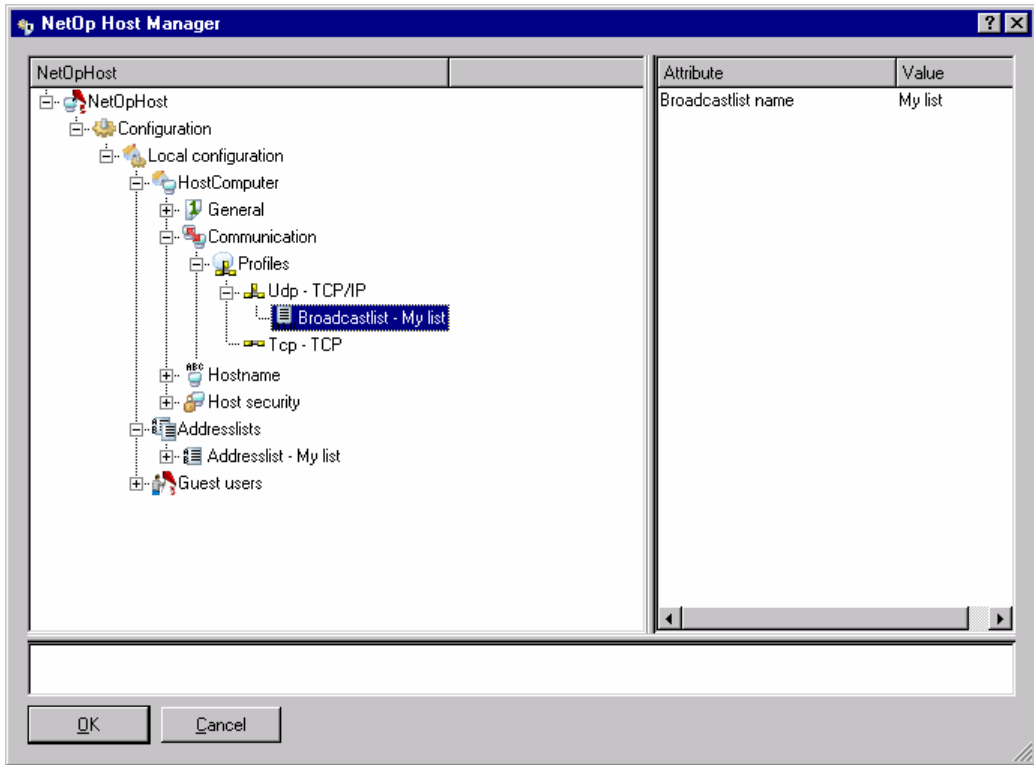 NetOp Host Manager
NetOpHost
Attribute Value
NetOpHost
Broadcastlist name My list
Configuration
Local configuration
HostComputer
General
Communication
Profiles
Udp - TCP/IP
Broadcastlist - My list
Tcp - TCP
ABC
Hostname
Host security
Addresslists
Addresslist - My list
Guest users
OK Cancel